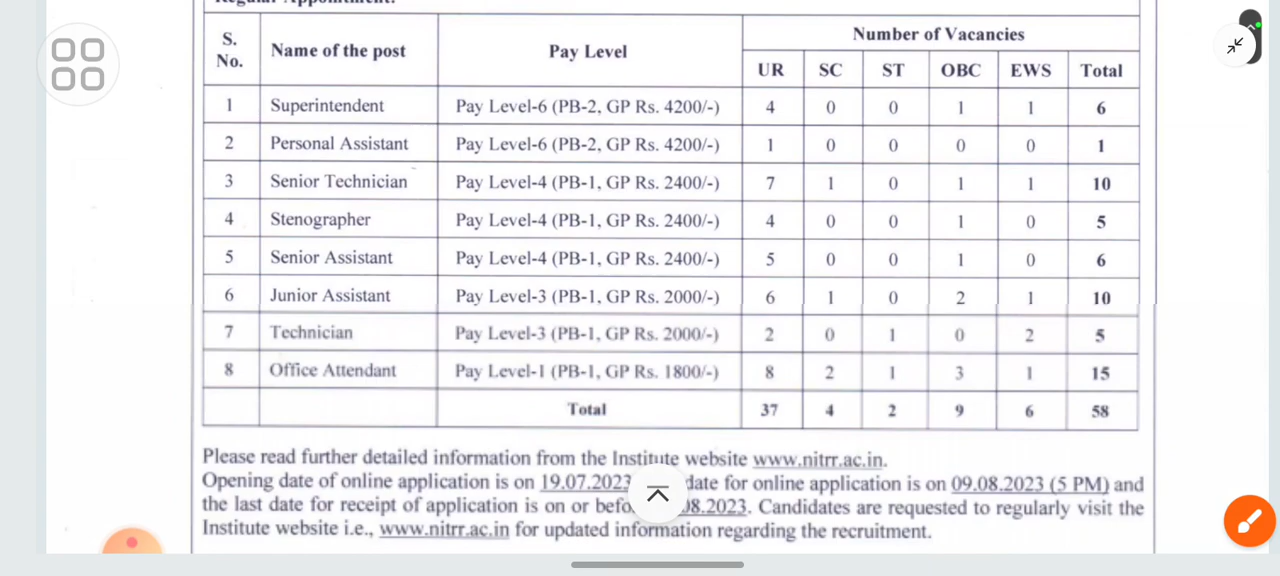 Regular Appointment:
S. No. Name of the post Pay Level Number of Vacancies
UR SC ST OBC EWS Total
1 Superintendent Pay Level-6 (PB-2, GP Rs. 4200/-) 4 0 0 1 1 6
2 Personal Assistant Pay Level-6 (PB-2, GP Rs. 4200/-) 1 0 0 0 0 1
3 Senior Technician Pay Level-4 (PB-1, GP Rs. 2400/-) 7 1 0 1 1 10
4 Stenographer Pay Level-4 (PB-1, GP Rs. 2400/-) 4 0 0 1 0 5
5 Senior Assistant Pay Level-4 (PB-1, GP Rs. 2400/-) 5 0 0 1 0 6
6 Junior Assistant Pay Level-3 (PB-1, GP Rs. 2000/-) 6 1 0 2 1 10
7 Technician Pay Level-3 (PB-1, GP Rs. 2000/-) 2 0 1 0 2 5
8 Office Attendant Pay Level-1 (PB-1, GP Rs. 1800/-) 8 2 1 3 1 15
Total 37 4 2 9 6 58
Please read further detailed information from the Institute website www.nitrr.ac.in.
Opening date of online application is on 19.07.2023 date for online application is on 09.08.2023 (5 PM) and
the last date for receipt of application is on or 08.2023. Candidates are requested to regularly visit the
Institute website i.e., www.nitrr.ac.in for updated information regarding the recruitment.